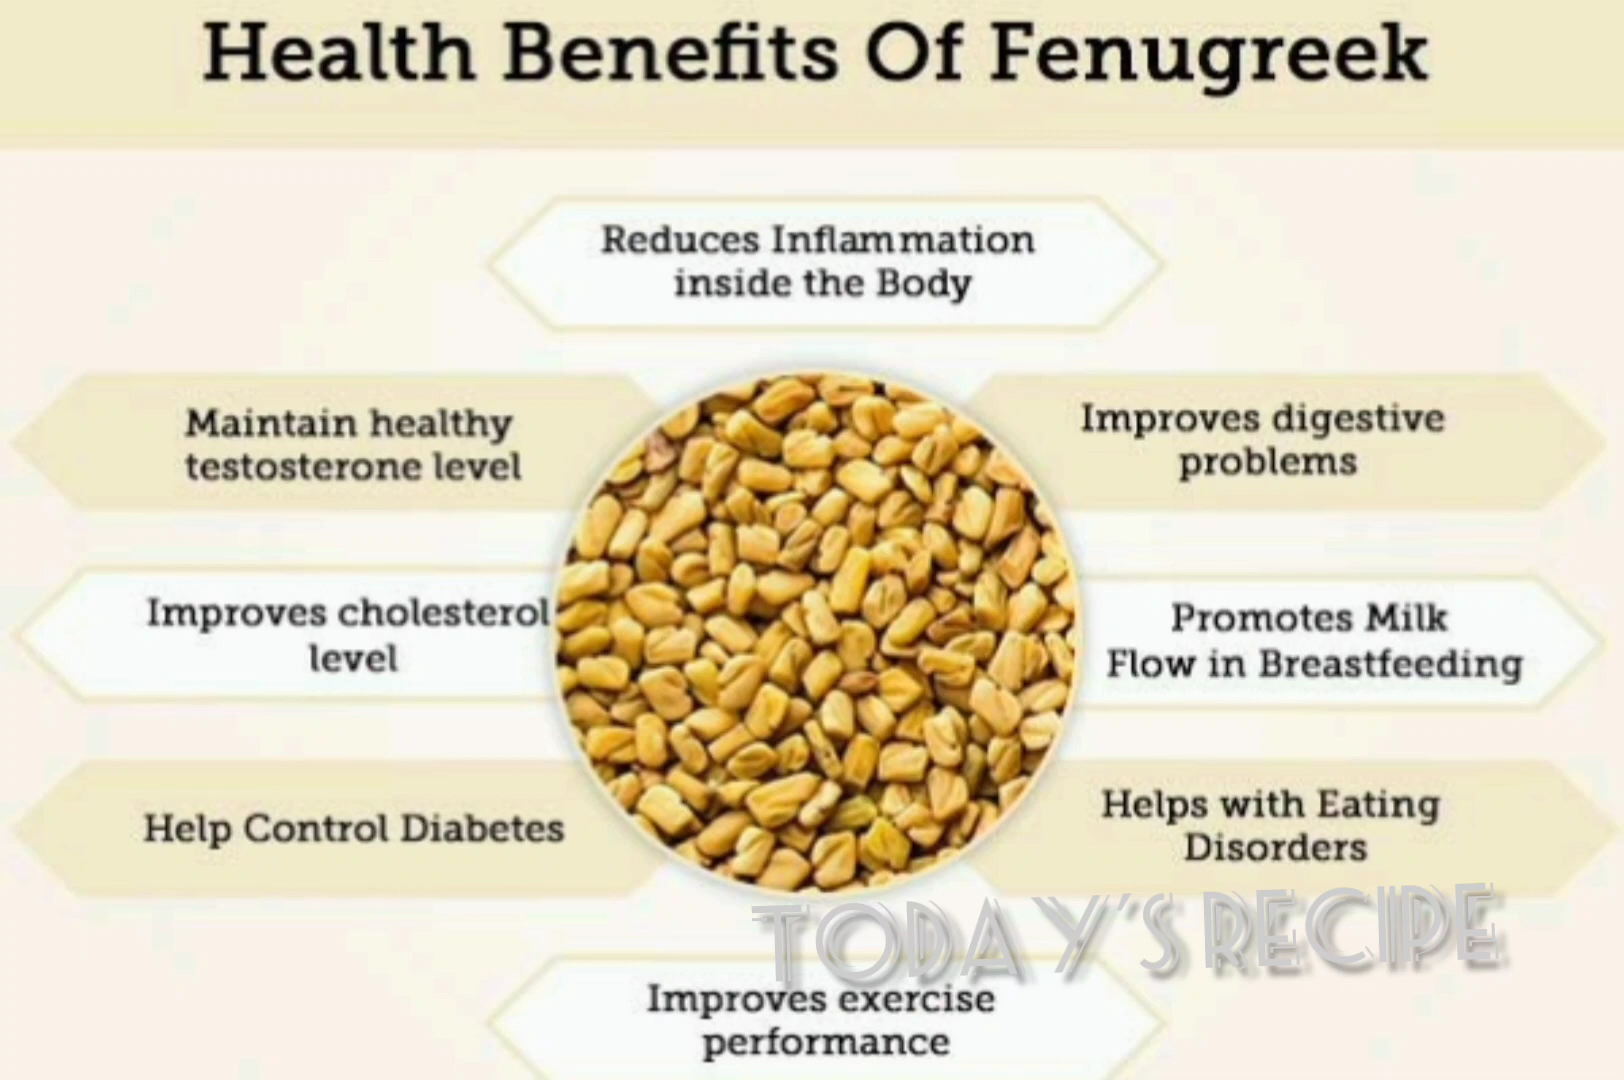 Health Benefits Of Fenugreek
Reduces Inflammation
inside the Body
Maintain healthy
testosterone level
Improves digestive
problems
Improves cholesterol
level
Promotes Milk
Flow in Breastfeeding
Help Control Diabetes
Helps with Eating
Disorders
TODAY'S RECIPE
Improves exercise
performance